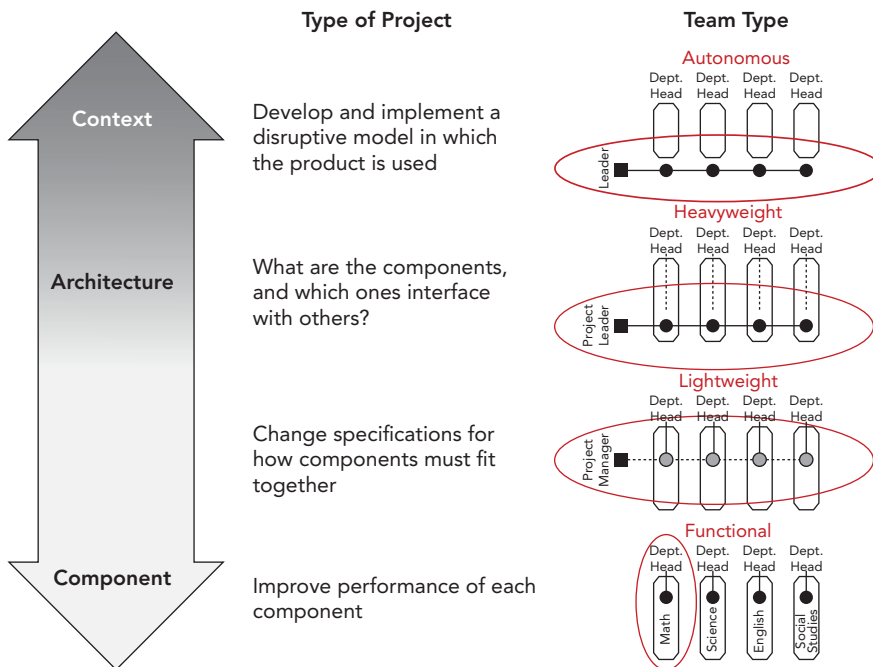 Type of Project
Team Type
Context
Develop and implement a
disruptive model in which
the product is used
Autonomous
Dept. Dept. Dept. Dept.
Head Head Head Head
Leader
Architecture
What are the components,
and which ones interface
with others?
Heavyweight
Dept. Dept. Dept. Dept.
Head Head Head Head
Project
Leader
Change specifications for
how components must fit
together
Lightweight
Dept. Dept. Dept. Dept.
Head Head Head Head
Project
Manager
Component
Improve performance of each
component
Functional
Dept. Dept. Dept. Dept.
Head Head Head Head
Math
Science
English
Social
Studies